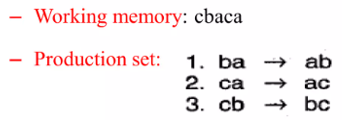 – Working memory: cbaca
– Production set: 1. ba → ab
2. ca → ac
3. cb → bc